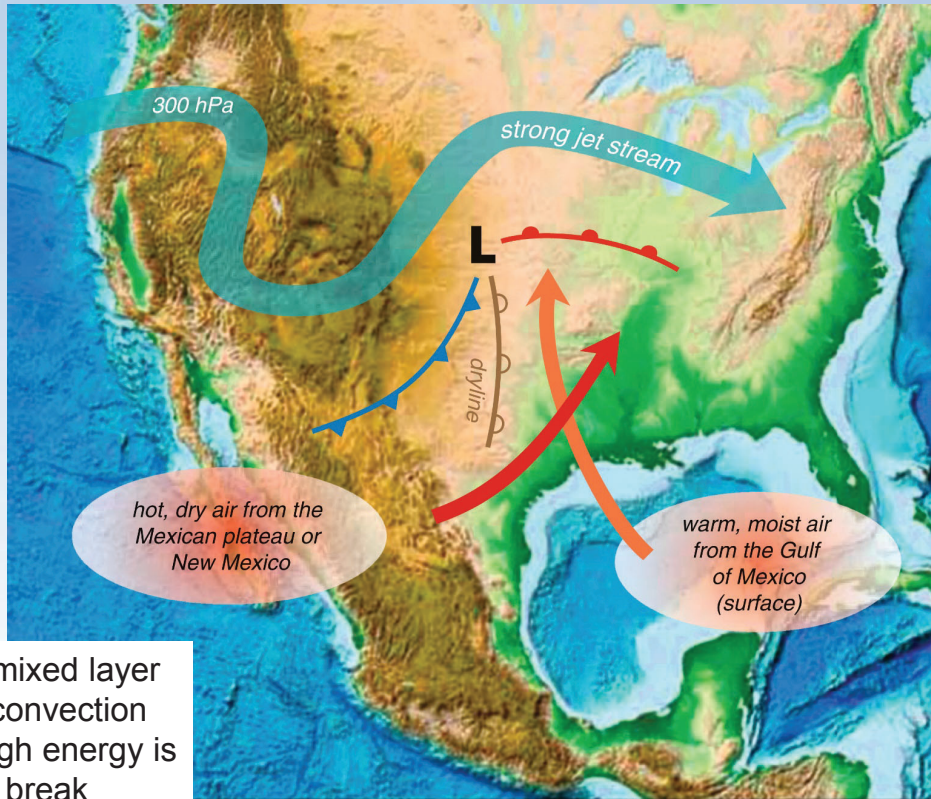 300 hPa
strong jet stream
L
dryline
hot, dry air from the
Mexican plateau or
New Mexico
warm, moist air
from the Gulf
of Mexico
(surface)
mixed layer
convection
gh energy is
break